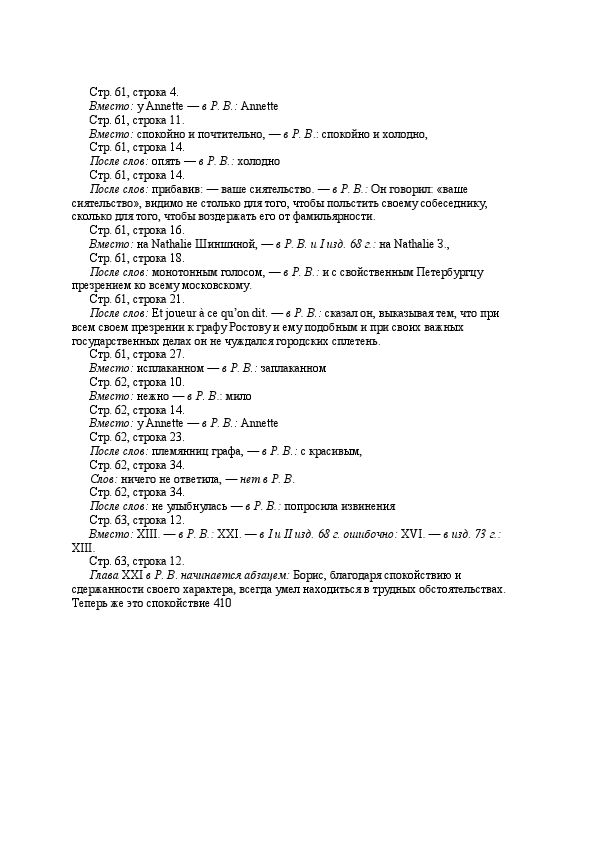 Стр. 61, строка 4.
Вместо: у Annette — в Р. В.: Annette
Стр. 61, строка 11.
Вместо: спокойно и почтительно, — в Р. В.: спокойно и холодно,
Стр. 61, строка 14.
После слов: опять — в Р. В.: холодно
Стр. 61, строка 14.
После слов: прибавив: — ваше сиятельство. — в Р. В.: Он говорил: «ваше
сиятельство», видимо не столько для того, чтобы польстить своему собеседнику,
сколько для того, чтобы воздержать его от фамильярности.
Стр. 61, строка 16.
Вместо: на Nathalie Шиншиной, — в Р. В. и I изд. 68 г.: на Nathalie З.,
Стр. 61, строка 18.
После слов: монотонным голосом, — в Р. В.: и с свойственным Петербургцу
презрением ко всему московскому.
Стр. 61, строка 21.
После слов: Et joueur à ce qu’on dit. — в Р. В.: сказал он, выказывая тем, что при
всем своем презрении к графу Ростову и ему подобным и при своих важных
государственных делах он не чуждался городских сплетень.
Стр. 61, строка 27.
Вместо: исплаканном — в Р. В.: заплаканном
Стр. 62, строка 10.
Вместо: нежно — в Р. В.: мило
Стр. 62, строка 14.
Вместо: у Annette — в Р. В.: Annette
Стр. 62, строка 23.
После слов: племянниц графа, — в Р. В.: с красивым,
Стр. 62, строка 34.
Слов: ничего не ответила, — нет в Р. В.
Стр. 62, строка 34.
После слов: не улыбнулась — в Р. В.: попросила извинения
Стр. 63, строка 12.
Вместо: XIII. — в Р. В.: XXI. — в I и II изд. 68 г. ошибочно: XVI. — в изд. 73 г.:
XIII.
Стр. 63, строка 12.
Глава XXI в Р. В. начинается абзацем: Борис, благодаря спокойствию и
сдержанности своего характера, всегда умел находиться в трудных обстоятельствах.
Теперь же это спокойствие 410